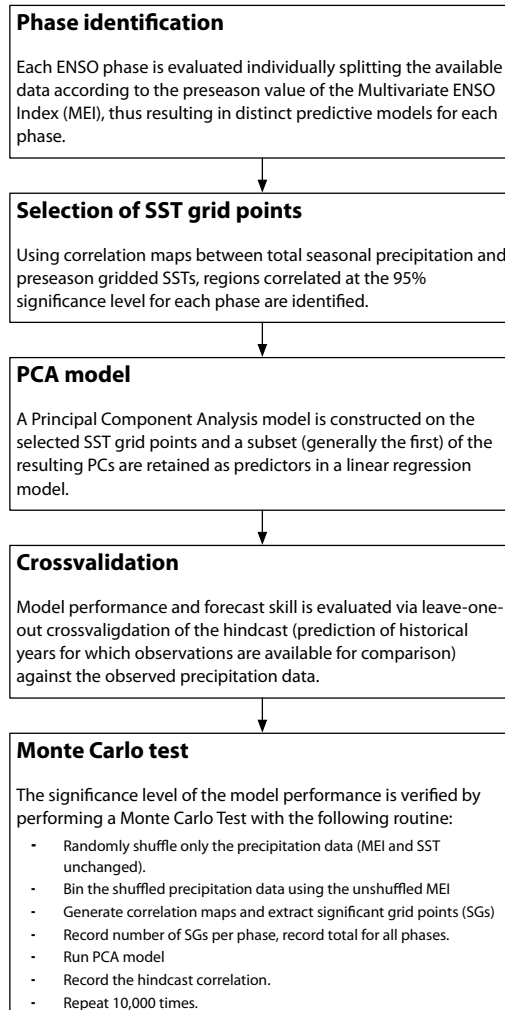 Phase identification
Each ENSO phase is evaluated individually splitting the available
data according to the preseason value of the Multivariate ENSO
Index (MEI), thus resulting in distinct predictive models for each
phase.
Selection of SST grid points
Using correlation maps between total seasonal precipitation and
preseason gridded SSTs, regions correlated at the 95%
significance level for each phase are identified.
PCA model
A Principal Component Analysis model is constructed on the
selected SST grid points and a subset (generally the first) of the
resulting PCs are retained as predictors in a linear regression
model.
Crossvalidation
Model performance and forecast skill is evaluated via leave-one-
out crossvaligdation of the hindcast (prediction of historical
years for which observations are available for comparison)
against the observed precipitation data.
Monte Carlo test
The significance level of the model performance is verified by
performing a Monte Carlo Test with the following routine:
- Randomly shuffle only the precipitation data (MEI and SST
unchanged).
- Bin the shuffled precipitation data using the unshuffled MEI
- Generate correlation maps and extract significant grid points (SGs)
- Record number of SGs per phase, record total for all phases.
- Run PCA model
- Record the hindcast correlation.
- Repeat 10,000 times.